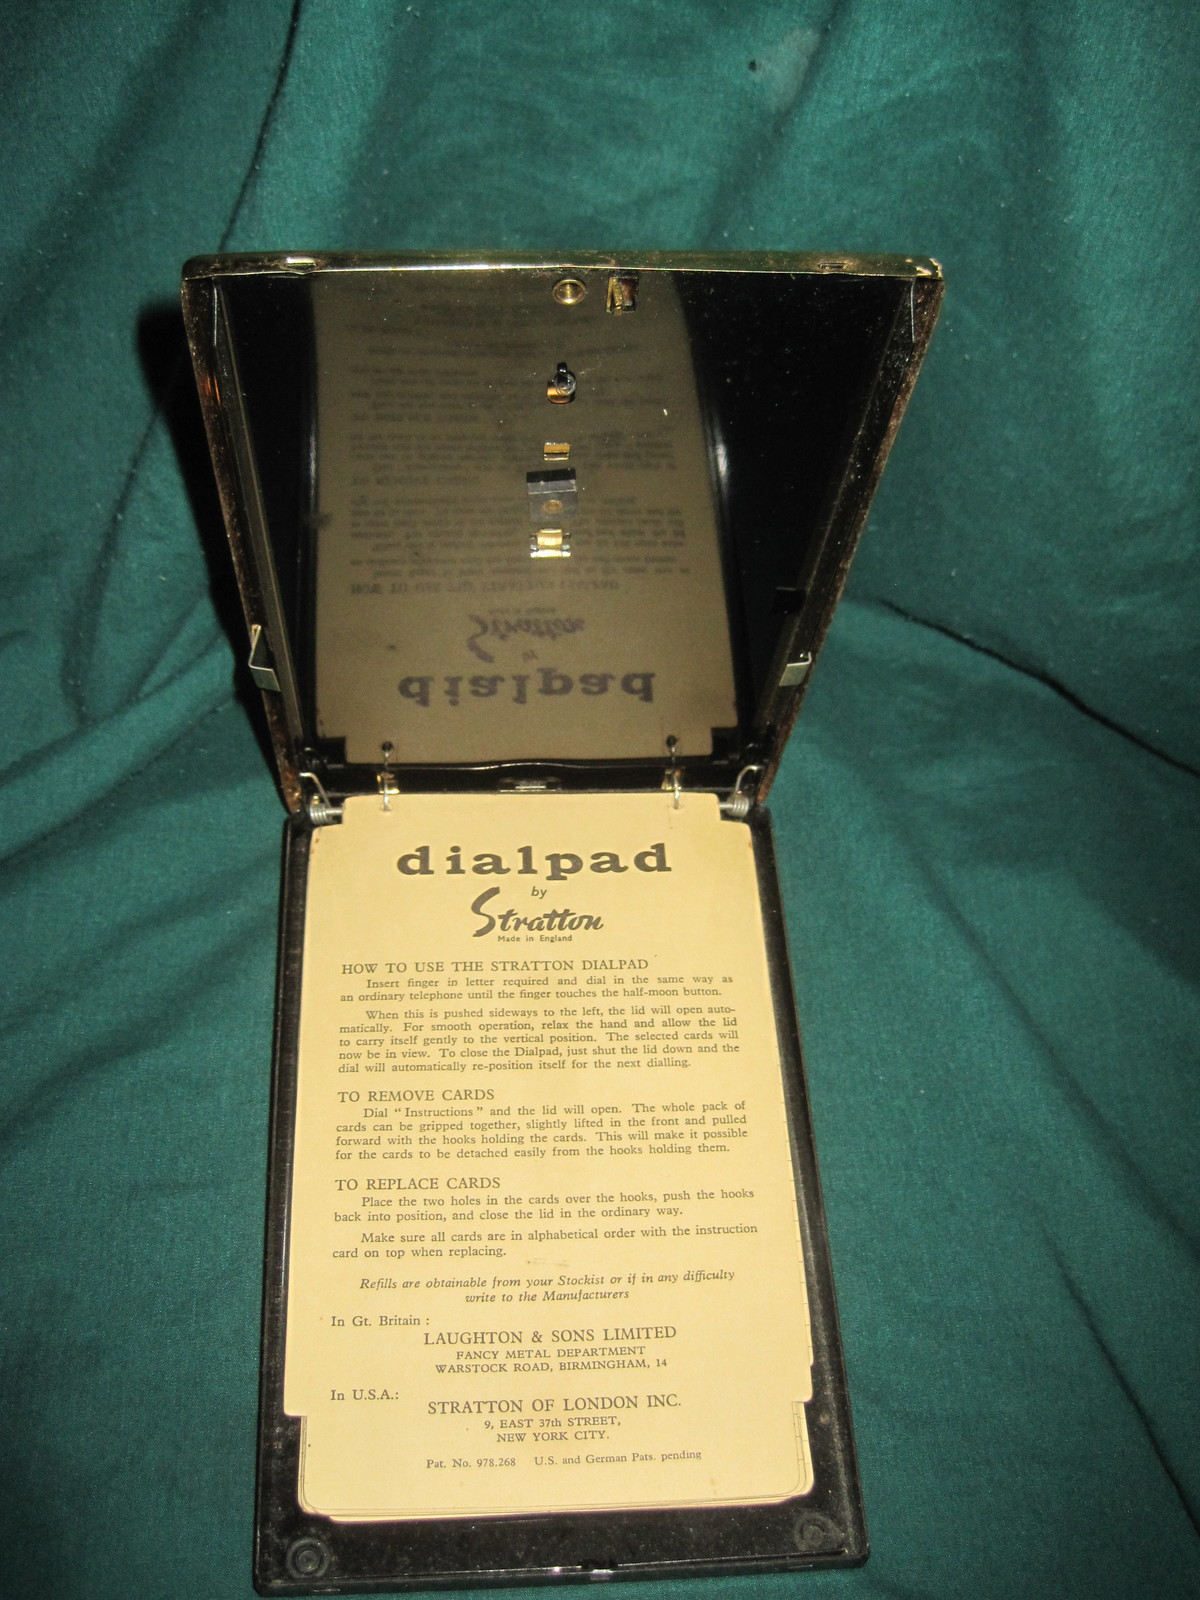 dialpad
by
Stratton
Made in England
HOW TO USE THE STRATTON DIALPAD
Insert finger in letter required and dial in the same way as
an ordinary telephone until the finger touches the half-moon button.
When this is pushed sideways to the left, the lid will open auto-
matically. For smooth operation, relax the hand and allow the lid
to carry itself gently to the vertical position. The selected cards will
now be in view. To close the Dialpad, just shut the lid down and the
dial will automatically re-position itself for the next dialling.
TO REMOVE CARDS
Dial "Instructions" and the lid will open. The whole pack of
cards can be gripped together, slightly lifted in the front and pulled
forward with the hooks holding the cards. This will make it possible
for the cards to be detached easily from the hooks holding them.
TO REPLACE CARDS
Place the two holes in the cards over the hooks, push the hooks
back into position, and close the lid in the ordinary way.
Make sure all cards are in alphabetical order with the instruction
card on top when replacing.
Refills are obtainable from your Stockist or if in any difficulty
write to the Manufacturers
In Gt. Britain :
LAUGHTON & SONS LIMITED
FANCY METAL DEPARTMENT
WARSTOCK ROAD, BIRMINGHAM, 14
In U.S.A.:
STRATTON OF LONDON INC.
9, EAST 37th STREET,
NEW YORK CITY.
Pat. No. 978.268 U.S. and German Pats. pending